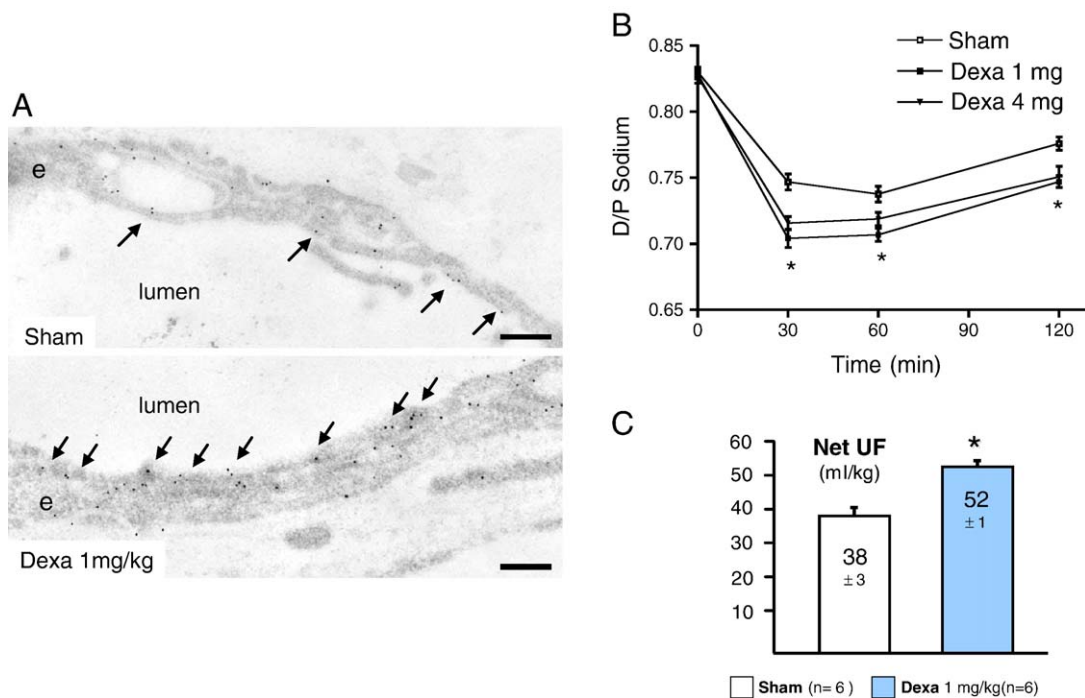 A
e
lumen
Sham
lumen
e
Dexa 1mg/kg
B
Sham
Dexa 1 mg
Dexa 4 mg
0.85
0.80
0.75
0.70
0.65
D/P Sodium
*
*
*
0
30
60
90
120
Time (min)
C
60
50
40
30
20
10
Net UF
(ml/kg)
38
±3
*
52
±1
Sham (n= 6 )
Dexa 1 mg/kg(n=6)